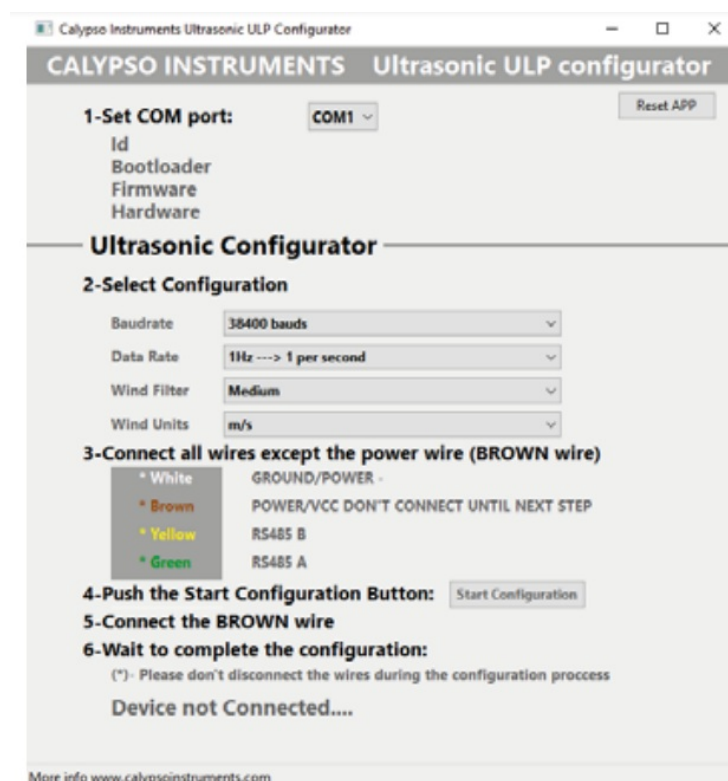 Calypso Instruments Ultrasonic ULP Configurator
CALYPSO INSTRUMENTS Ultrasonic ULP configurator
Reset APP
1-Set COM port: COM1
Id
Bootloader
Firmware
Hardware
Ultrasonic Configurator
2-Select Configuration
Baudrate 38400 bauds
Data Rate 1Hz ---> 1 per second
Wind Filter Medium
Wind Units m/s
3-Connect all wires except the power wire (BROWN wire)
* White GROUND/POWER -
* Brown POWER/VCC DON'T CONNECT UNTIL NEXT STEP
* Yellow RS485 B
* Green RS485 A
4-Push the Start Configuration Button: Start Configuration
5-Connect the BROWN wire
6-Wait to complete the configuration:
(*)- Please don't disconnect the wires during the configuration proccess
Device not Connected....
More info www.calypsoinstruments.com